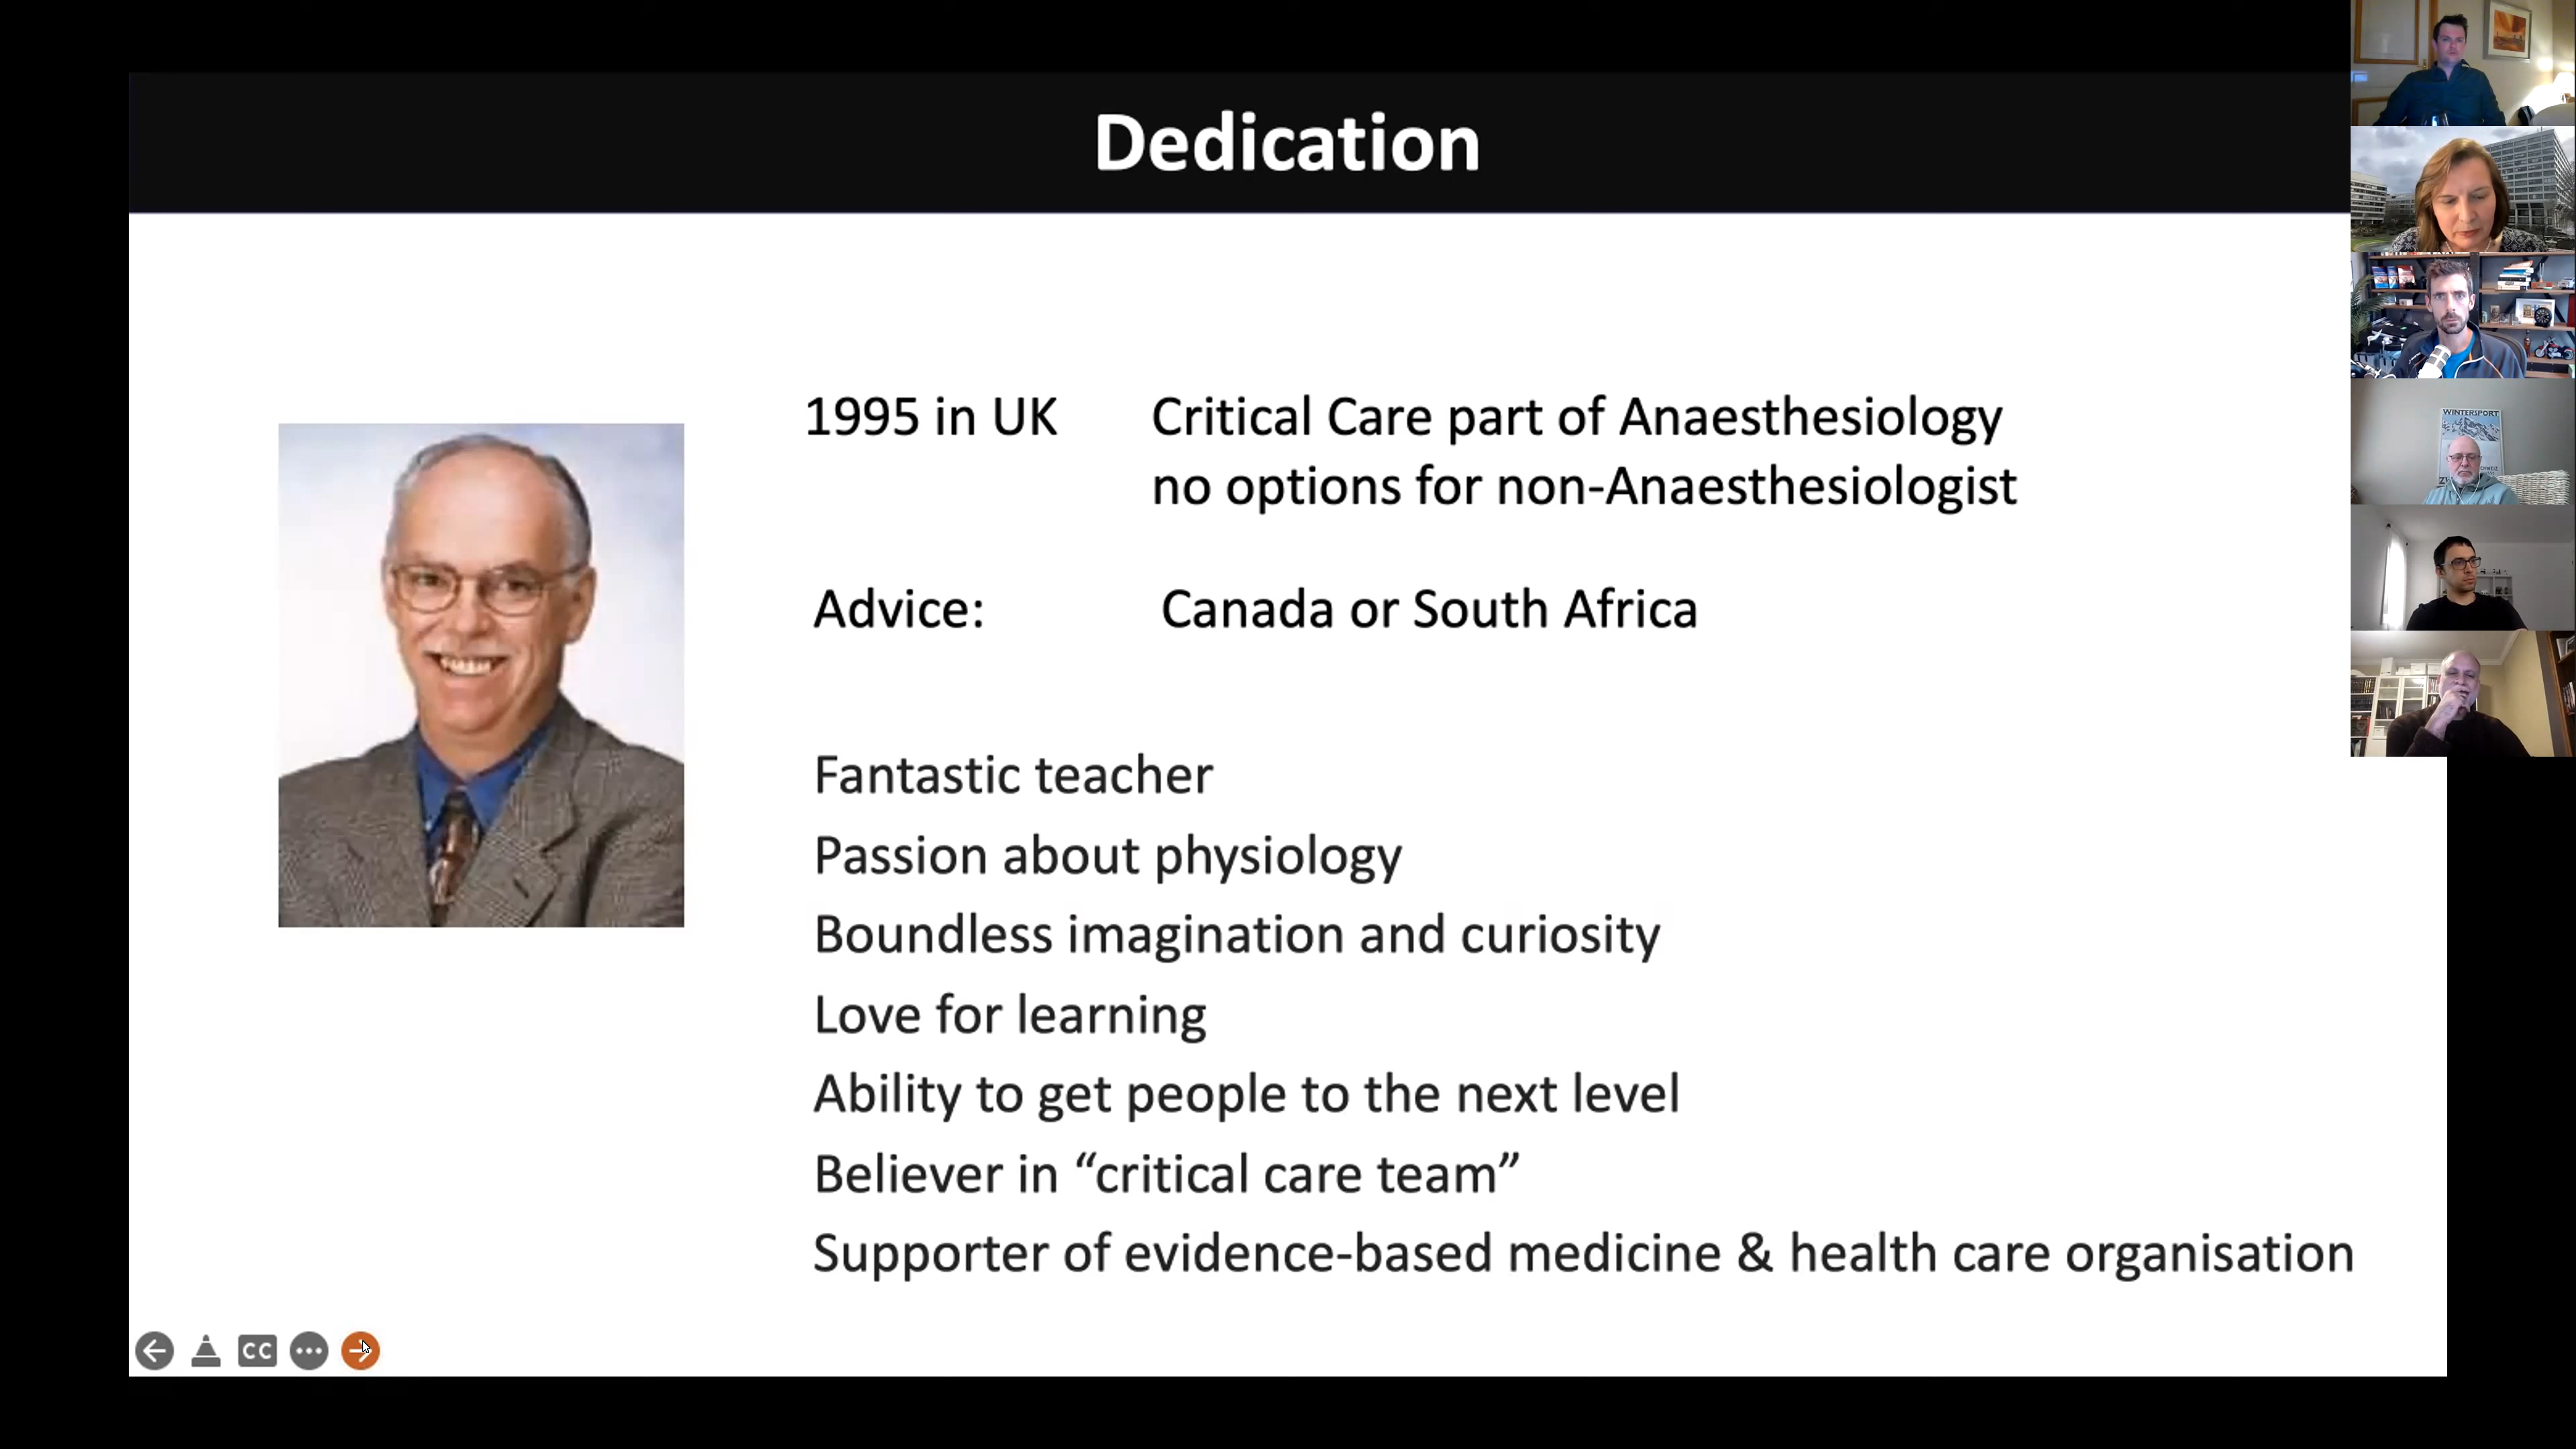 Dedication
1995 in UK Critical Care part of Anaesthesiology
no options for non-Anaesthesiologist
Advice: Canada or South Africa
Fantastic teacher
Passion about physiology
Boundless imagination and curiosity
Love for learning
Ability to get people to the next level
Believer in “critical care team”
Supporter of evidence-based medicine & health care organisation
CC
WINTERSPORT